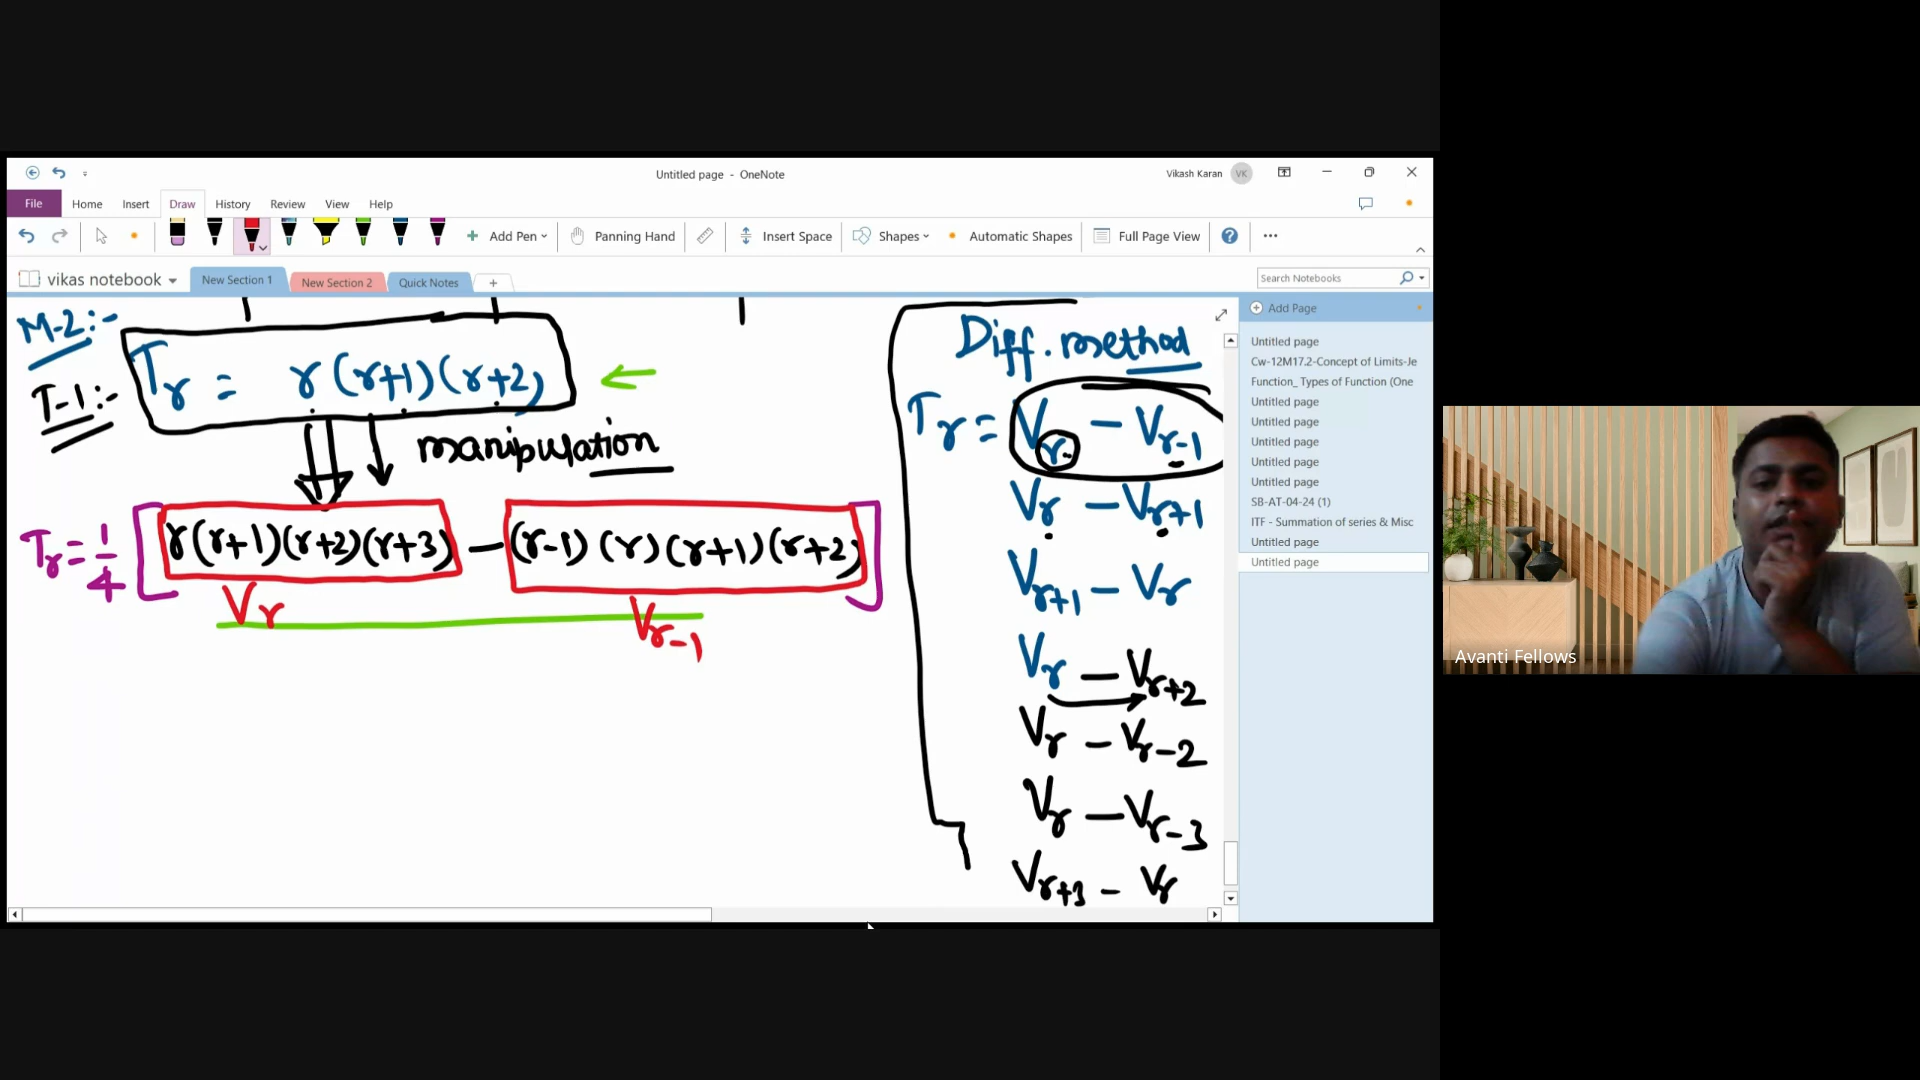 Untitled page - OneNote
Vikash Karan VK
File Home Insert Draw History Review View Help
+ Add Pen Panning Hand Insert Space Shapes Automatic Shapes Full Page View ? ...
vikas notebook New Section 1 New Section 2 Quick Notes +
Search Notebooks
M-2:-
T-1:-
Tr = r(r+1)(r+2)
manipulation
Tr = 1/4 [r(r+1)(r+2)(r+3) - (r-1)(r)(r+1)(r+2)]
Vr Vr-1
Diff. method
Tr = Vr - Vr-1
Vr - Vr+1
Vr+1 - Vr
Vr - Vr+2
Vr - Vr-2
Vr - Vr-3
Vr+3 - Vr
Add Page
Untitled page
Cw-12M17.2-Concept of Limits-Je
Function_ Types of Function (One
Untitled page
Untitled page
Untitled page
Untitled page
Untitled page
SB-AT-04-24 (1)
ITF - Summation of series & Misc
Untitled page
Untitled page
Avanti Fellows